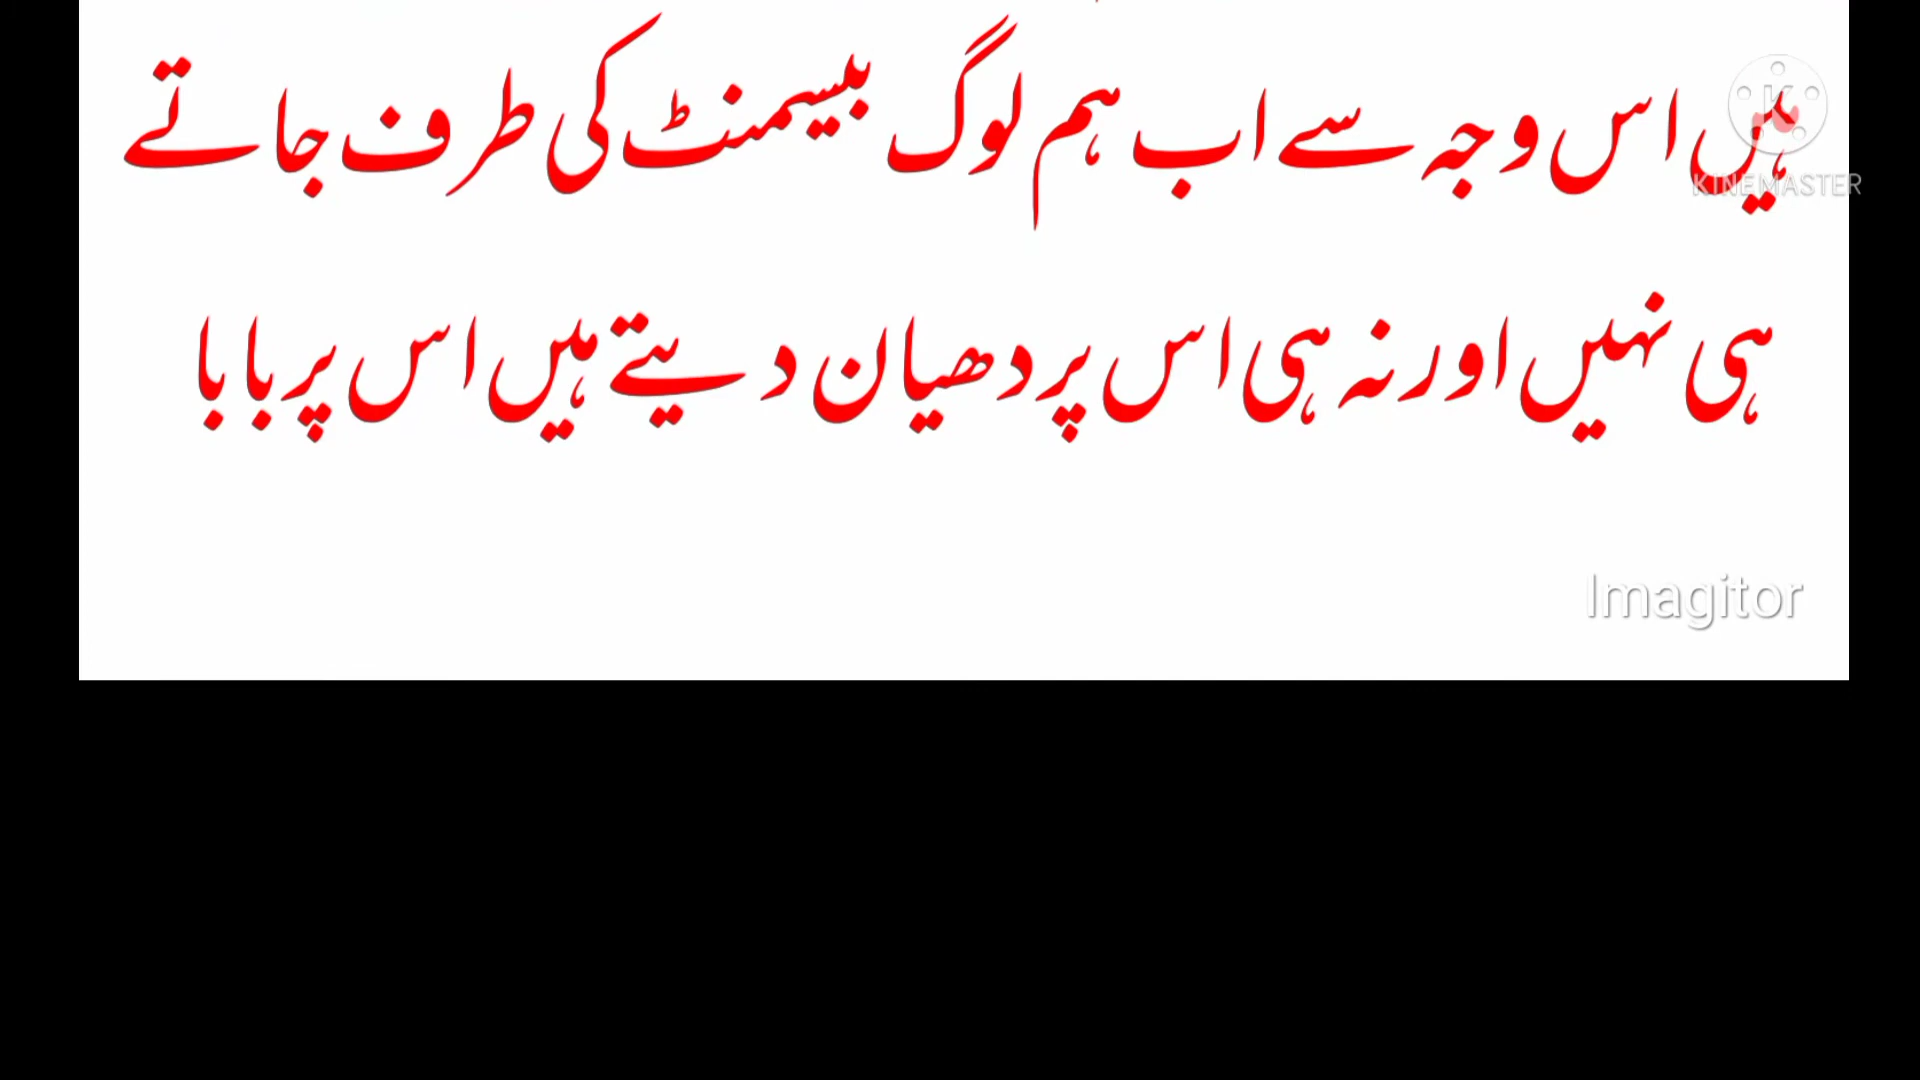 ہیں اس وجہ سے اب ہم لوگ بیسیمنٹ کی طرف جاتے
KINEMASTER
ہی نہیں اور نہ ہی اس پر دھیان دیتے ہیں اس پر بابا
Imagitor